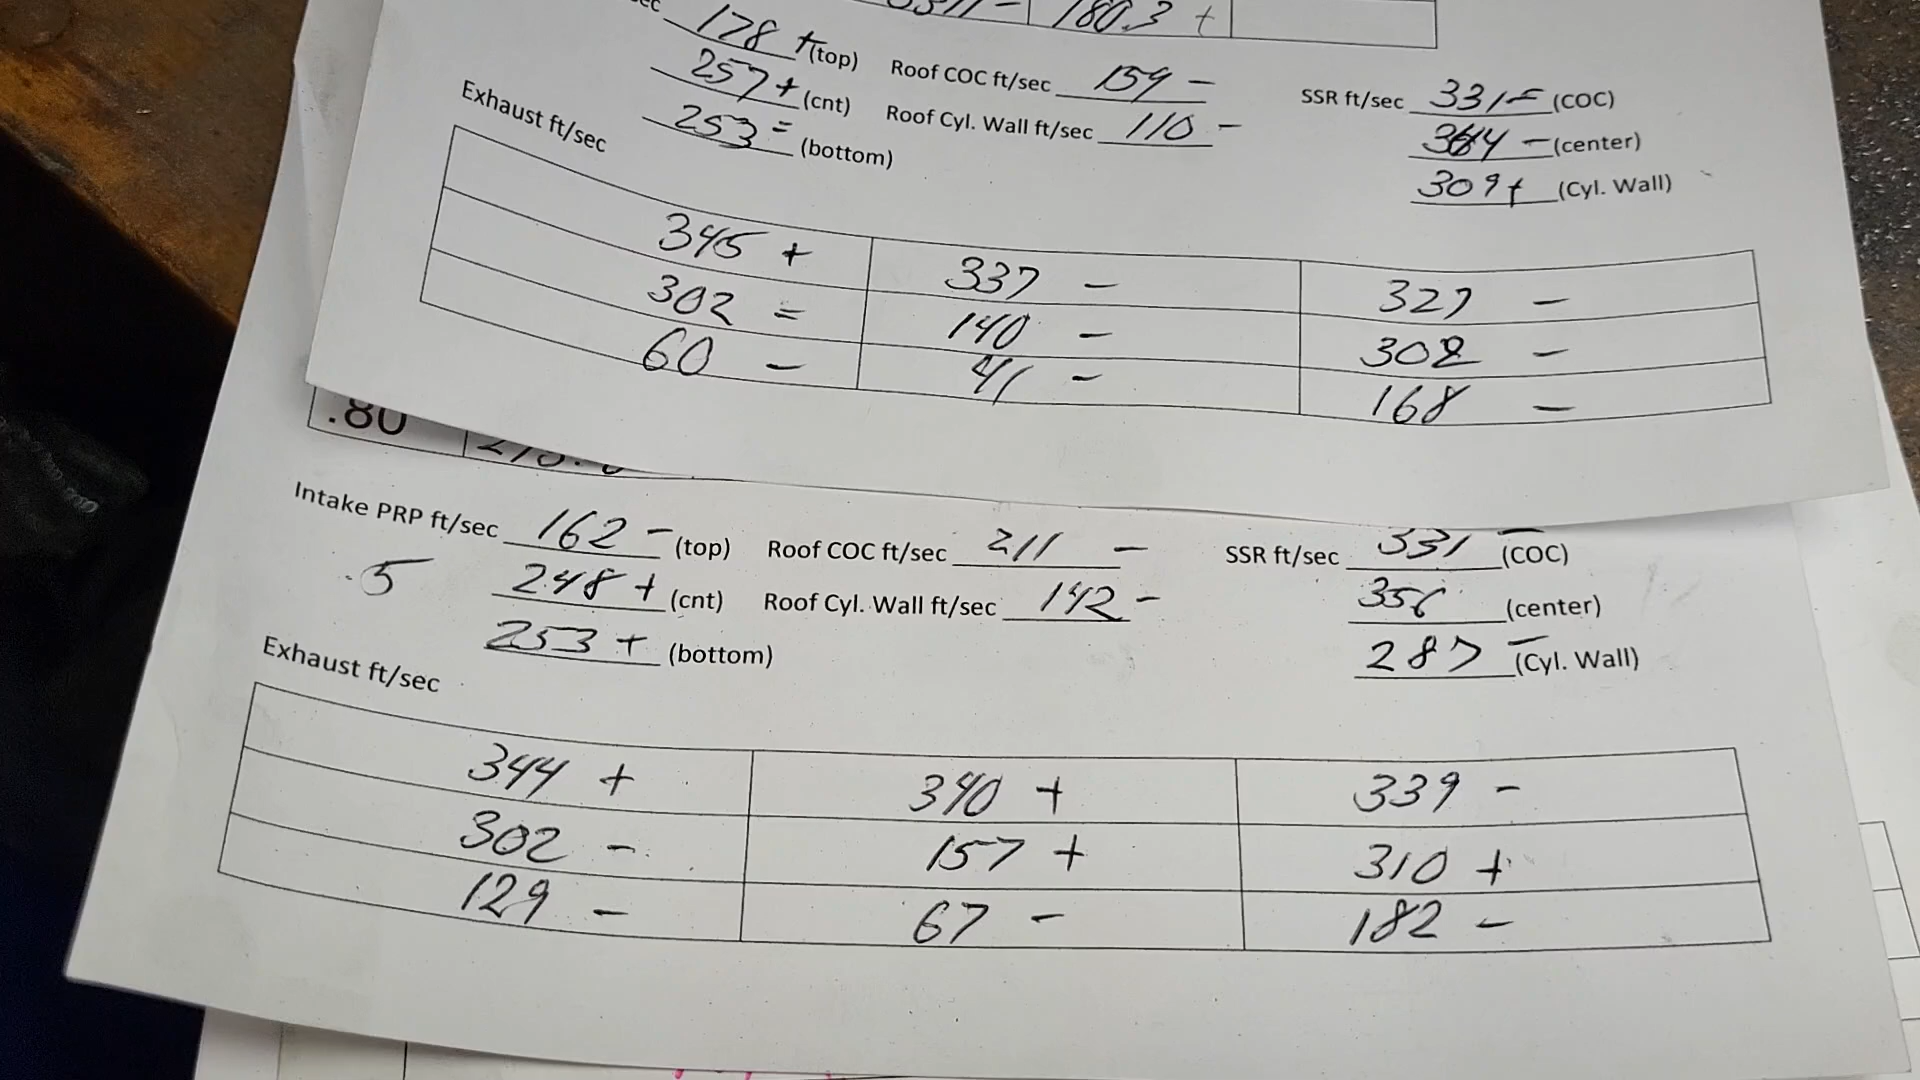 180.3 +
178 + (top) Roof COC ft/sec 159 - SSR ft/sec 331 = (COC)
257 + (cnt) Roof Cyl. Wall ft/sec 110 - 344 - (center)
253 = (bottom) 309 + (Cyl. Wall)
Exhaust ft/sec
345 + 337 - 327 -
302 = 140 - 302 -
60 - 41 - 168 -
.80
Intake PRP ft/sec 162 - (top) Roof COC ft/sec 211 - SSR ft/sec 331 - (COC)
.5 248 + (cnt) Roof Cyl. Wall ft/sec 142 - 356 (center)
253 + (bottom) 287 - (Cyl. Wall)
Exhaust ft/sec
344 + 340 + 339 -
302 - 157 + 310 +
129 - 67 - 182 -